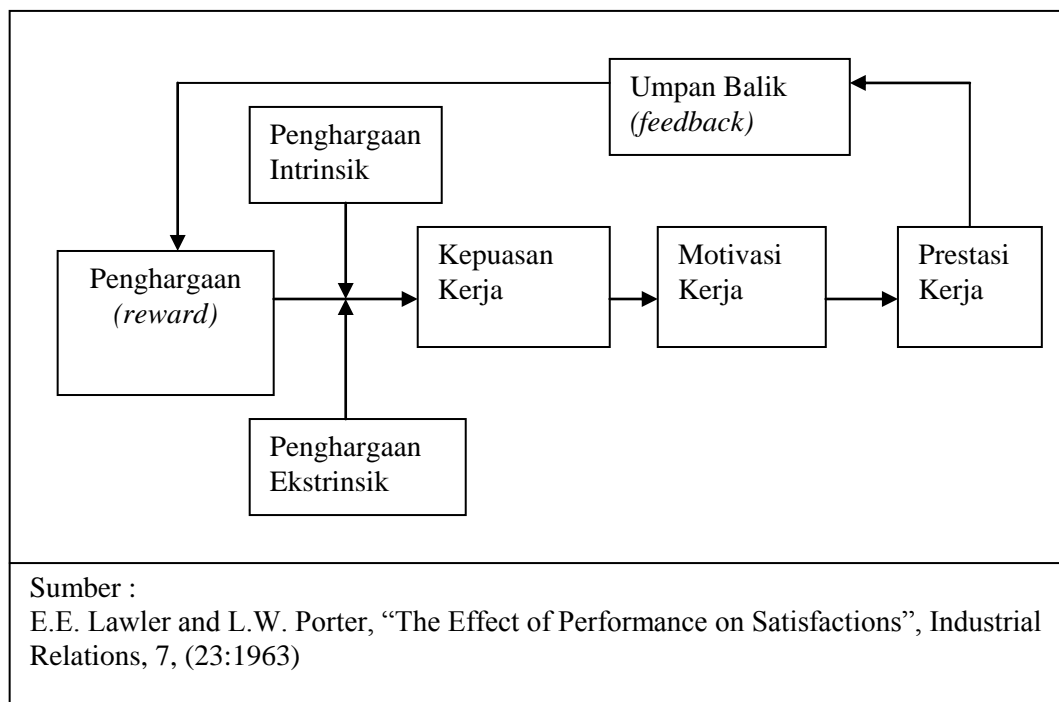 Umpan Balik
(feedback)
Penghargaan
Intrinsik
Penghargaan
(reward)
Kepuasan
Kerja
Motivasi
Kerja
Prestasi
Kerja
Penghargaan
Ekstrinsik
Sumber :
E.E. Lawler and L.W. Porter, “The Effect of Performance on Satisfactions”, Industrial
Relations, 7, (23:1963)